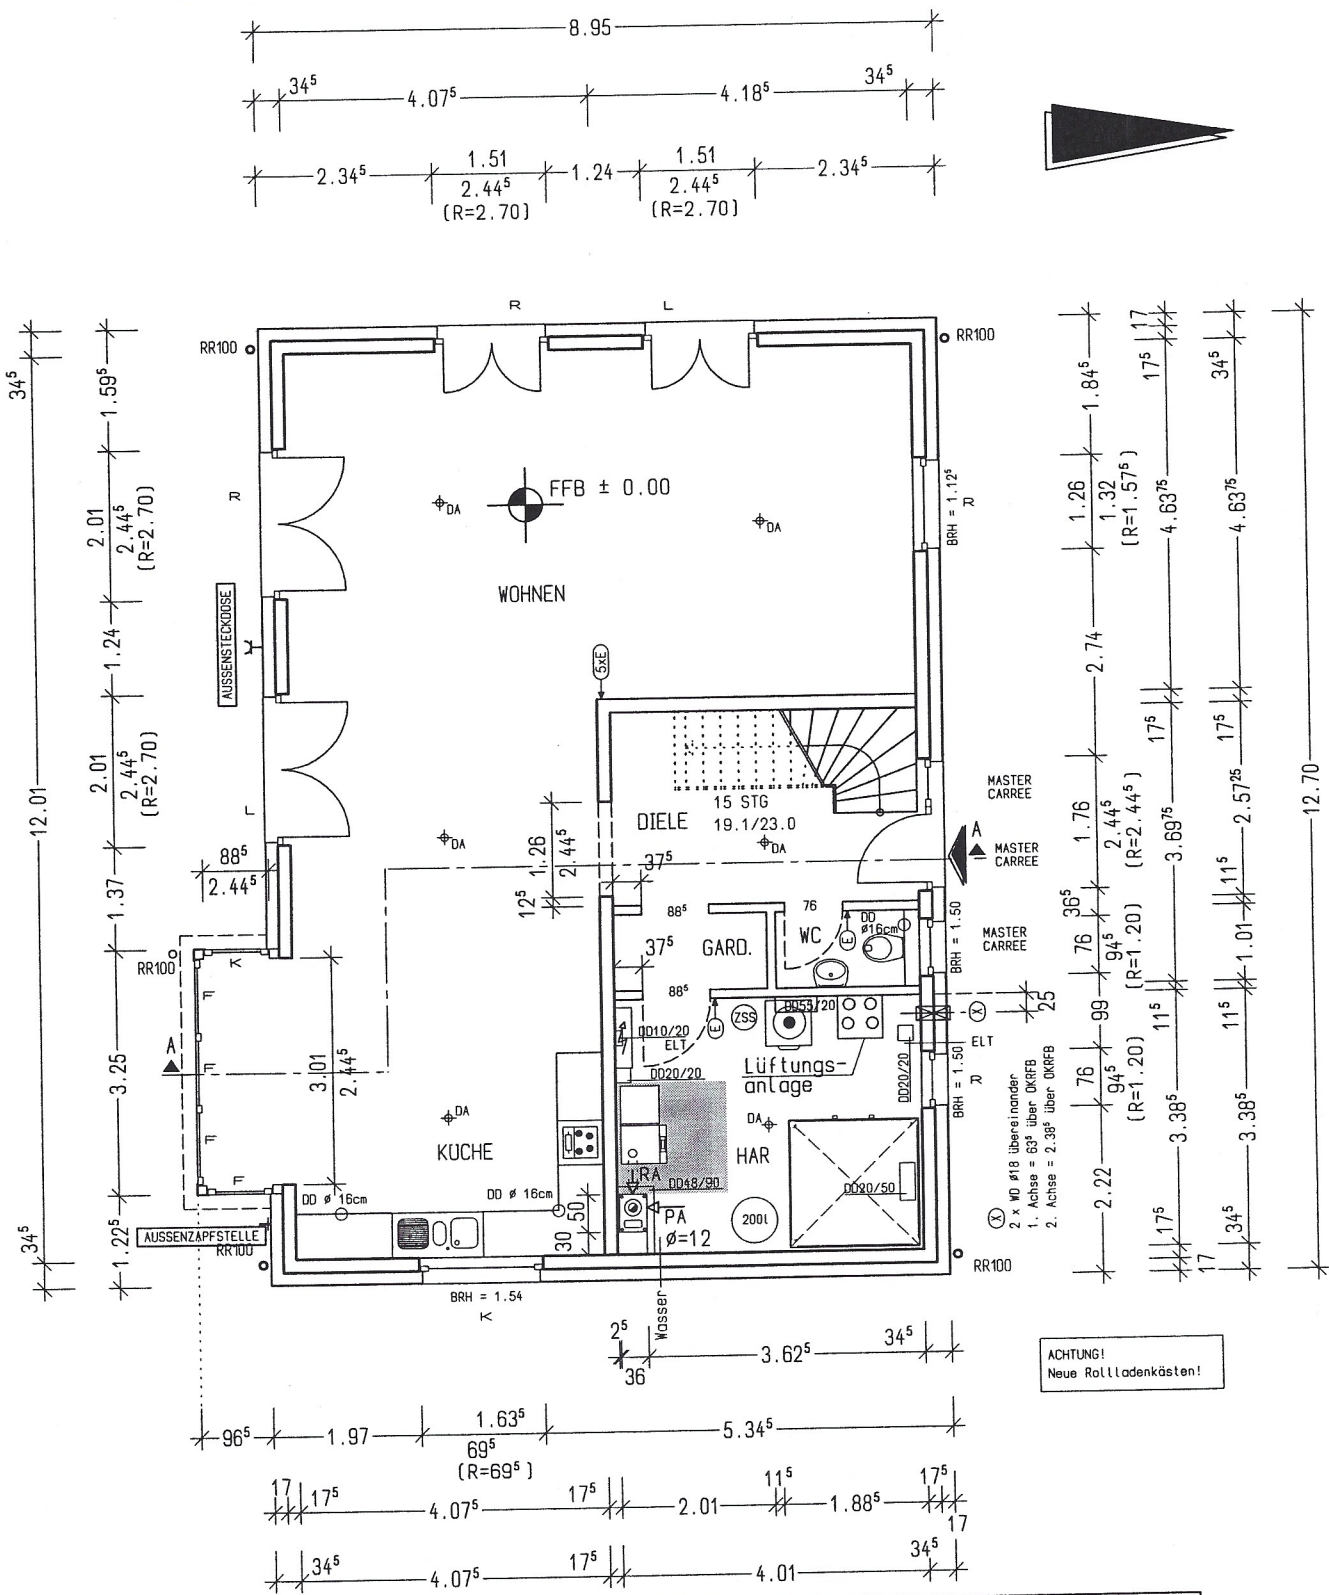 8.95
34⁵
4.07⁵
4.18⁵
34⁵
2.34⁵
1.51
2.44⁵
(R=2.70)
1.24
1.51
2.44⁵
(R=2.70)
2.34⁵
R
L
RR100
RR100
34⁵
12.01
34⁵
1.59⁵
2.01
2.44⁵
(R=2.70)
1.24
2.01
2.44⁵
(R=2.70)
1.37
3.25
1.22⁵
R
AUSSENSTECKDOSE
L
88⁵
2.44⁵
DA
FFB ± 0.00
DA
WOHNEN
5xE
BRH = 1.12⁵
R
15 STG
19.1/23.0
DIELE
DA
DA
1.26
2.44⁵
12⁵
37⁵
88⁵
76
37⁵
GARD.
88⁵
WC
DD
ø16cm
E
A
MASTER
CARREE
MASTER
CARREE
MASTER
CARREE
BRH = 1.50
RR100
K
F
F
F
F
A
3.01
2.44⁵
DA
KÜCHE
DD ø 16cm
DD ø 16cm
50
30
AUSSENZAPFSTELLE
RR100
DD10/20
ELT
E
ZSS
DD55/20
DD20/20
Lüftungs-
anlage
DD20/20
ELT
X
25
BRH = 1.50
R
DA
HAR
RA
DD48/90
PA
Ø=12
200l
DD20/50
Wasser
RR100
X
2 x WD ø18 übereinander
1. Achse = 63⁵ über OKRFB
2. Achse = 2.38⁵ über OKRFB
BRH = 1.54
K
1.84⁵
1.26
1.32
(R=1.57⁵)
2.74
1.76
2.44⁵
(R=2.44⁵)
36⁵
76
94⁵
(R=1.20)
99
76
94⁵
(R=1.20)
2.22
17
17⁵
4.63⁷⁵
17⁵
3.69⁷⁵
11⁵
3.38⁵
17⁵
17
34⁵
4.63⁷⁵
17⁵
2.57²⁵
11⁵
1.01
11⁵
3.38⁵
34⁵
12.70
ACHTUNG!
Neue Rollladenkästen!
2⁵
36
3.62⁵
34⁵
96⁵
1.97
1.63⁵
69⁵
(R=69⁵)
5.34⁵
17
17⁵
4.07⁵
17⁵
2.01
11⁵
1.88⁵
17⁵
17
34⁵
4.07⁵
17⁵
4.01
34⁵